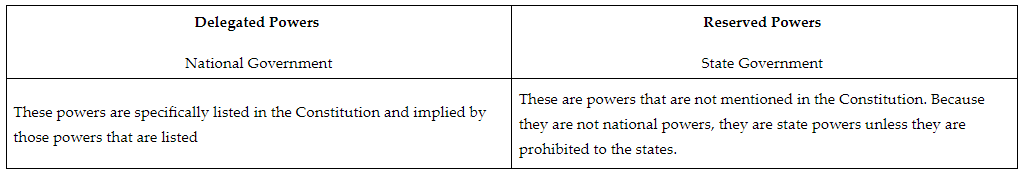 Delegated Powers
National Government
Reserved Powers
State Government
These powers are specifically listed in the Constitution and implied by
those powers that are listed
These are powers that are not mentioned in the Constitution. Because
they are not national powers, they are state powers unless they are
prohibited to the states.